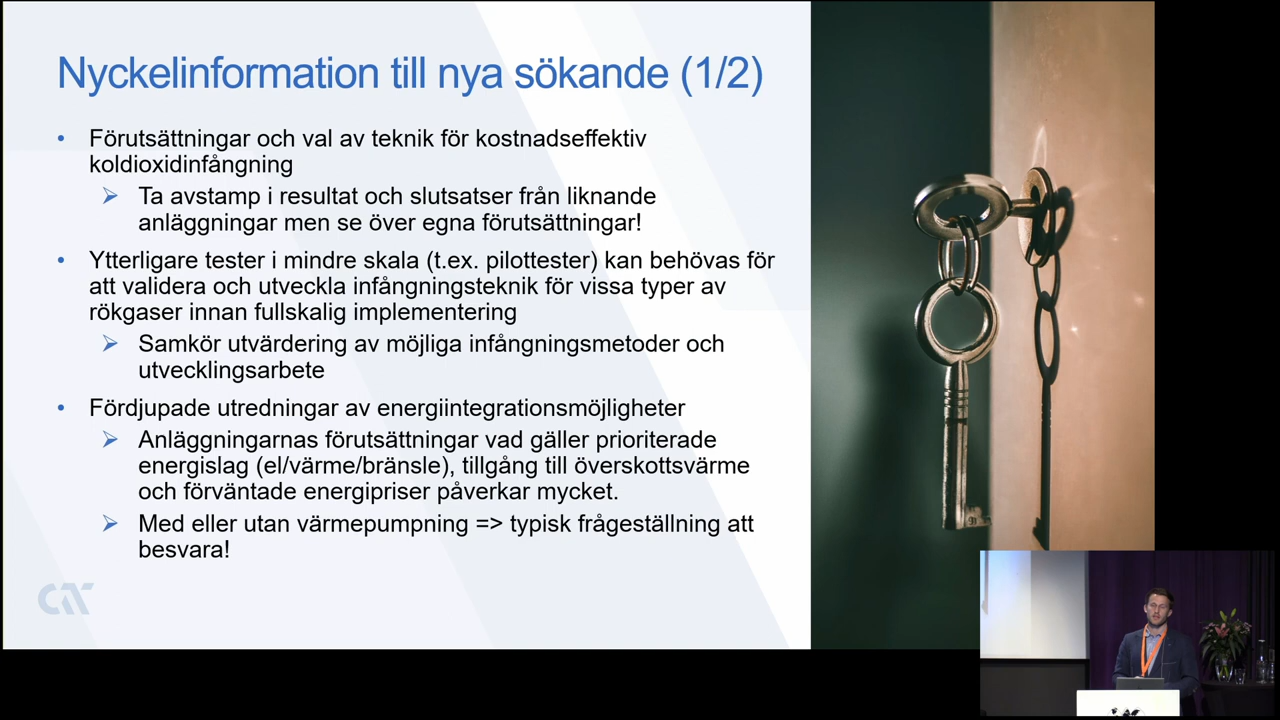 Nyckelinformation till nya sökande (1/2)
• Förutsättningar och val av teknik för kostnadseffektiv
koldioxidinfångning
➢ Ta avstamp i resultat och slutsatser från liknande
anläggningar men se över egna förutsättningar!
• Ytterligare tester i mindre skala (t.ex. pilottester) kan behövas för
att validera och utveckla infångningsteknik för vissa typer av
rökgaser innan fullskalig implementering
➢ Samkör utvärdering av möjliga infångningsmetoder och
utvecklingsarbete
• Fördjupade utredningar av energiintegrationsmöjligheter
➢ Anläggningarnas förutsättningar vad gäller prioriterade
energislag (el/värme/bränsle), tillgång till överskottsvärme
och förväntade energipriser påverkar mycket.
➢ Med eller utan värmepumpning => typisk frågeställning att
besvara!